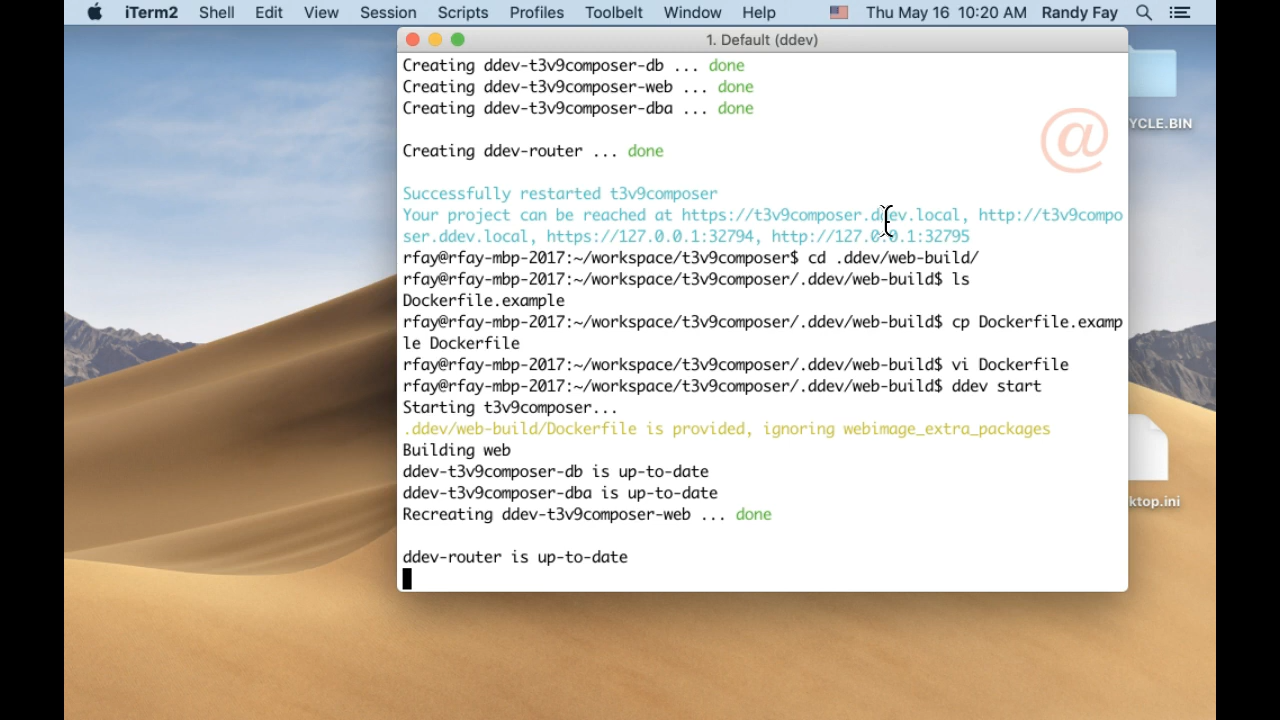 iTerm2 Shell Edit View Session Scripts Profiles Toolbelt Window Help Thu May 16 10:20 AM Randy Fay
1. Default (ddev)
Creating ddev-t3v9composer-db ... done
Creating ddev-t3v9composer-web ... done
Creating ddev-t3v9composer-dba ... done
@
YCLE.BIN
Creating ddev-router ... done
Successfully restarted t3v9composer
Your project can be reached at https://t3v9composer.ddev.local, http://t3v9compo
ser.ddev.local, https://127.0.0.1:32794, http://127.0.0.1:32795
rfay@rfay-mbp-2017:~/workspace/t3v9composer$ cd .ddev/web-build/
rfay@rfay-mbp-2017:~/workspace/t3v9composer/.ddev/web-build$ ls
Dockerfile.example
rfay@rfay-mbp-2017:~/workspace/t3v9composer/.ddev/web-build$ cp Dockerfile.examp
le Dockerfile
rfay@rfay-mbp-2017:~/workspace/t3v9composer/.ddev/web-build$ vi Dockerfile
rfay@rfay-mbp-2017:~/workspace/t3v9composer/.ddev/web-build$ ddev start
Starting t3v9composer...
.ddev/web-build/Dockerfile is provided, ignoring webimage_extra_packages
Building web
ddev-t3v9composer-db is up-to-date
ddev-t3v9composer-dba is up-to-date
ktop.ini
Recreating ddev-t3v9composer-web ... done
ddev-router is up-to-date